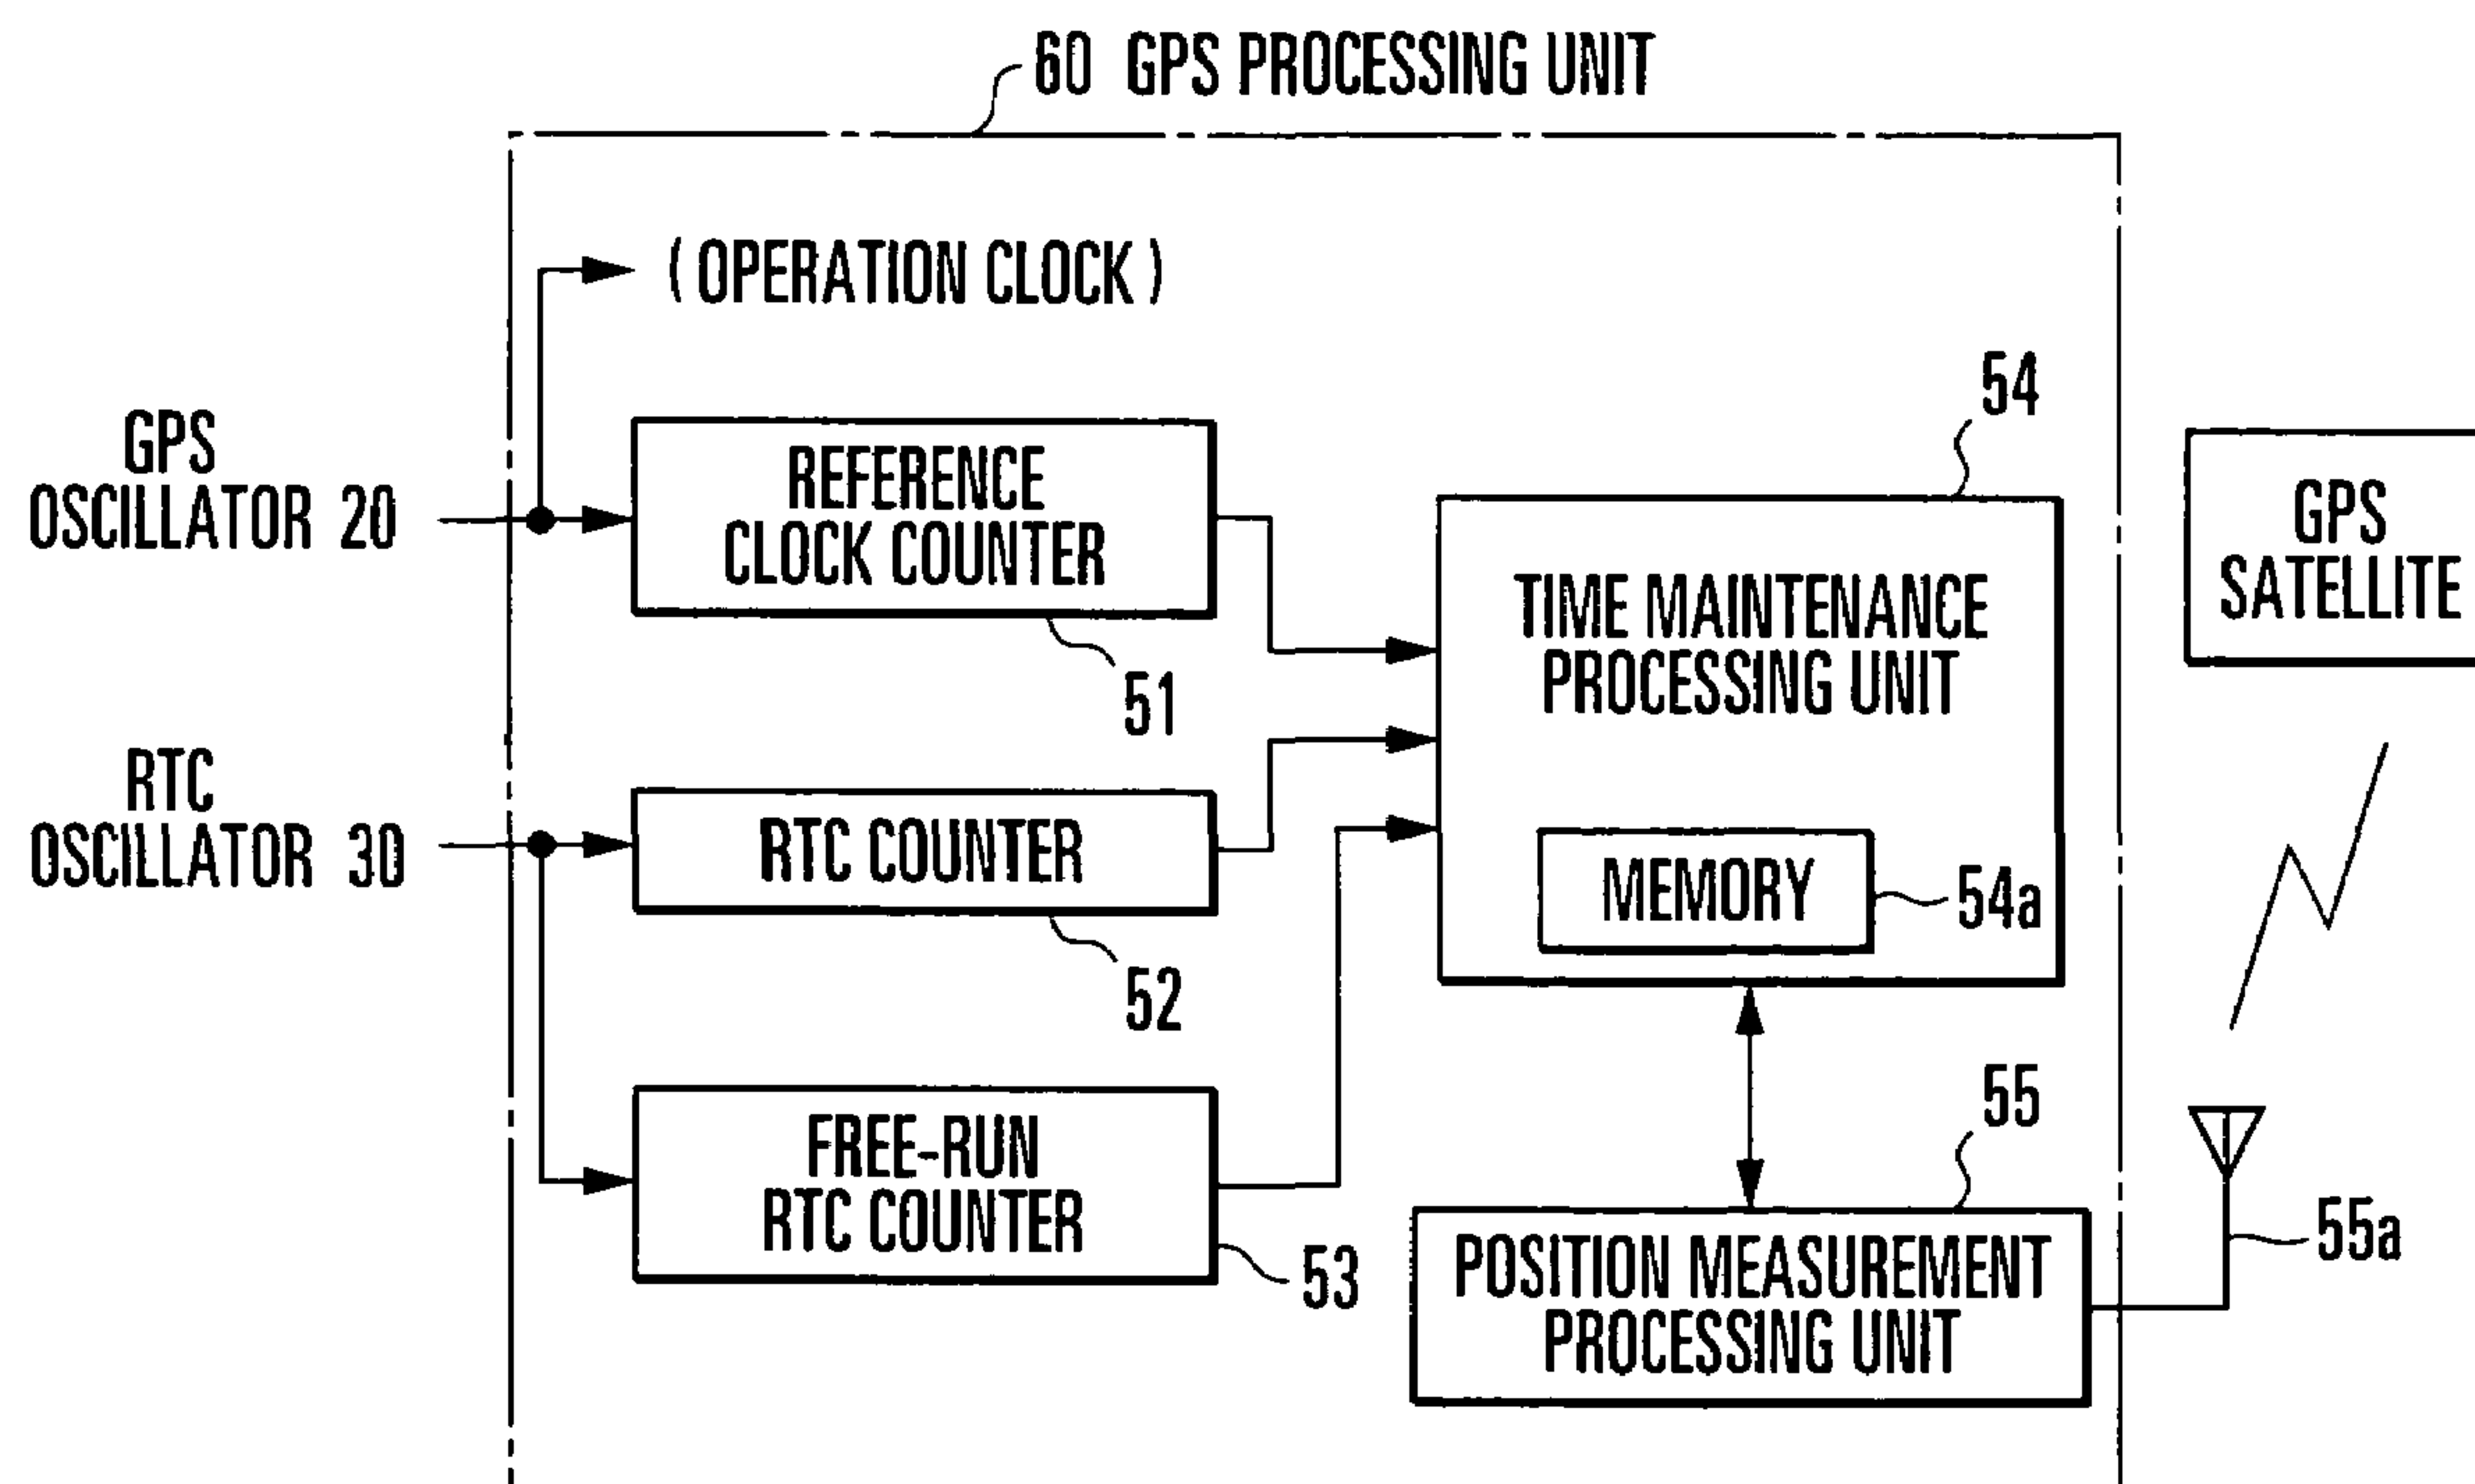 60 GPS PROCESSING UNIT
(OPERATION CLOCK)
GPS
OSCILLATOR 20
REFERENCE
CLOCK COUNTER
51
54
TIME MAINTENANCE
PROCESSING UNIT
GPS
SATELLITE
RTC
OSCILLATOR 30
RTC COUNTER
52
MEMORY
54a
FREE-RUN
RTC COUNTER
53
55
POSITION MEASUREMENT
PROCESSING UNIT
55a